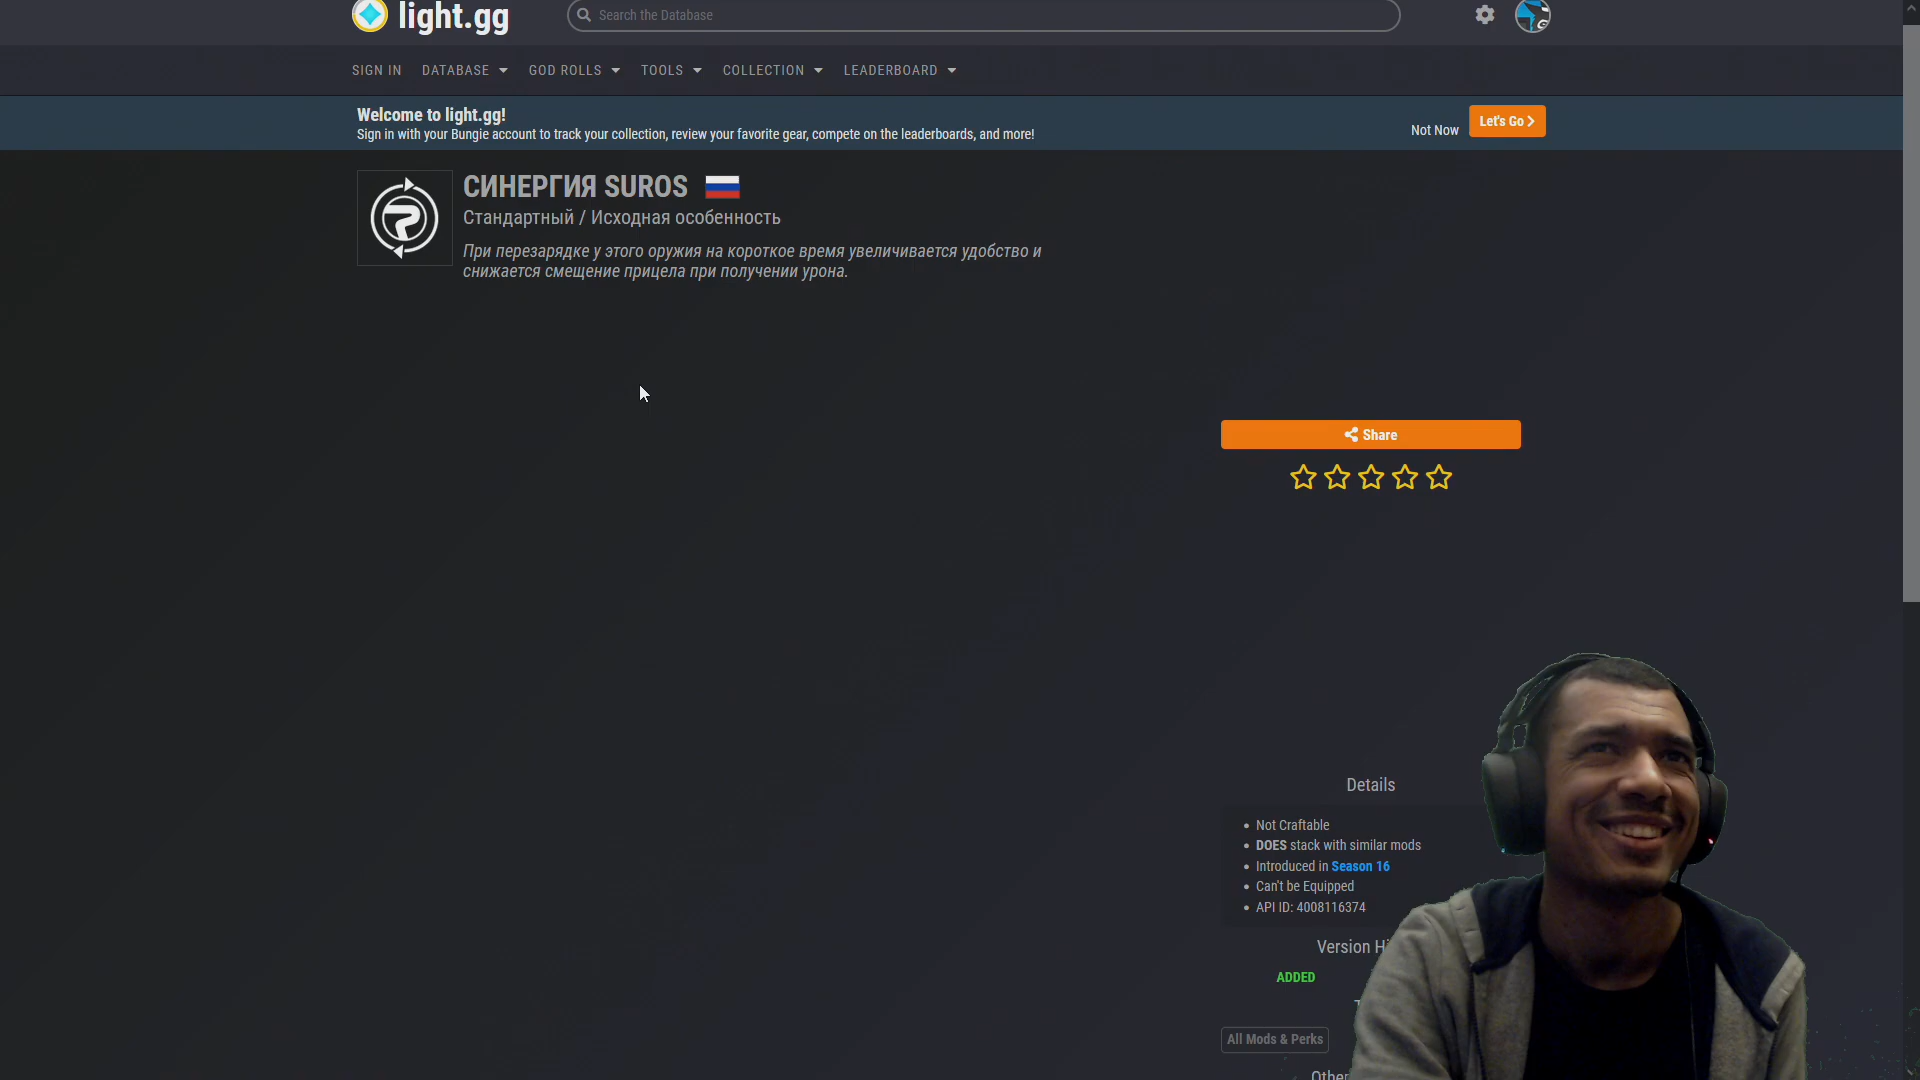 light.gg
Search the Database
SIGN IN DATABASE GOD ROLLS TOOLS COLLECTION LEADERBOARD
Welcome to light.gg!
Sign in with your Bungie account to track your collection, review your favorite gear, compete on the leaderboards, and more!
Not Now
Let's Go
СИНЕРГИЯ SUROS
Стандартный / Исходная особенность
При перезарядке у этого оружия на короткое время увеличивается удобство и
снижается смещение прицела при получении урона.
Share
Details
Not Craftable
DOES stack with similar mods
Introduced in Season 16
Can't be Equipped
API ID: 4008116374
Version
ADDED
All Mods & Perks
Other